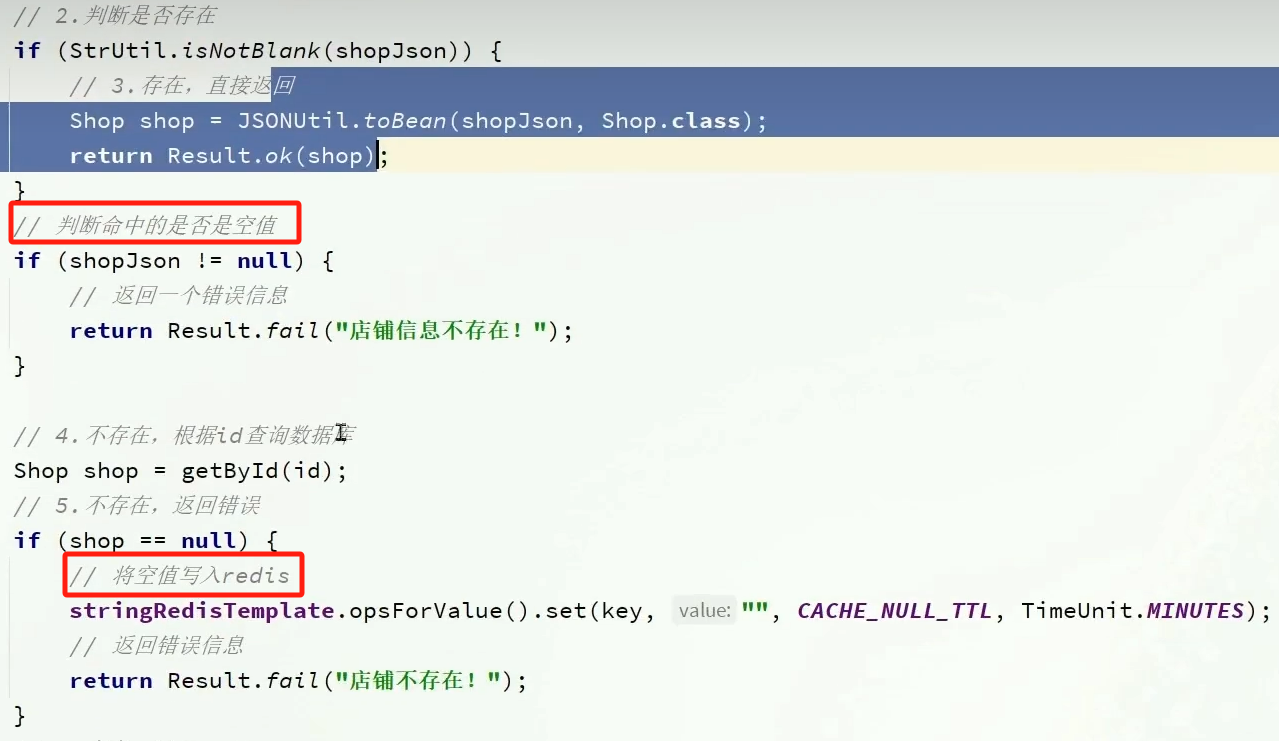 // 2.判断是否存在
if (StrUtil.isNotBlank(shopJson)) {
// 3.存在，直接返回
Shop shop = JSONUtil.toBean(shopJson, Shop.class);
return Result.ok(shop);
}
// 判断命中的是否是空值
if (shopJson != null) {
// 返回一个错误信息
return Result.fail("店铺信息不存在！");
}
// 4.不存在，根据id查询数据库
Shop shop = getById(id);
// 5.不存在，返回错误
if (shop == null) {
// 将空值写入redis
stringRedisTemplate.opsForValue().set(key, value: "", CACHE_NULL_TTL, TimeUnit.MINUTES);
// 返回错误信息
return Result.fail("店铺不存在！");
}